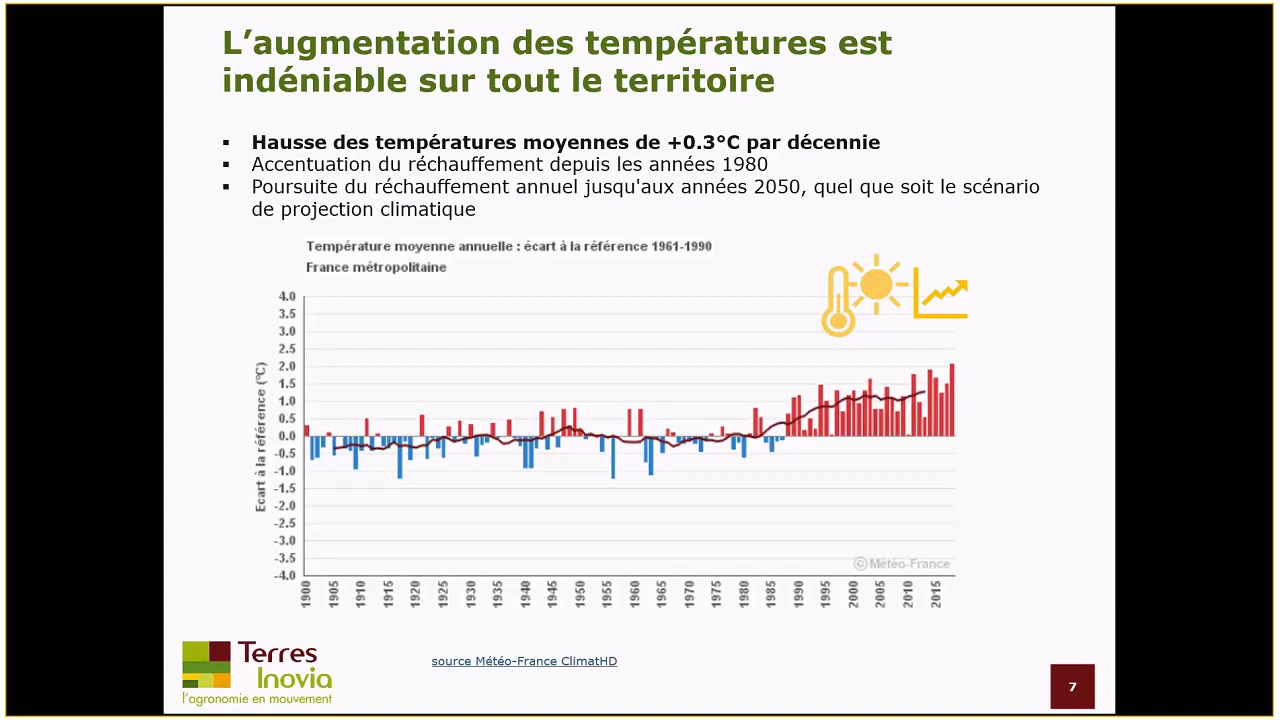 L’augmentation des températures est
indéniable sur tout le territoire
▪ Hausse des températures moyennes de +0.3°C par décennie
▪ Accentuation du réchauffement depuis les années 1980
▪ Poursuite du réchauffement annuel jusqu'aux années 2050, quel que soit le scénario
de projection climatique
Température moyenne annuelle : écart à la référence 1961-1990
France métropolitaine
Ecart à la référence (°C)
4.0
3.5
3.0
2.5
2.0
1.5
1.0
0.5
0.0
-0.5
-1.0
-1.5
-2.0
-2.5
-3.0
-3.5
-4.0
©Météo-France
1900 1905 1910 1915 1920 1925 1930 1935 1940 1945 1950 1955 1960 1965 1970 1975 1980 1985 1990 1995 2000 2005 2010 2015
Terres
Inovia
l'agronomie en mouvement
source Météo-France ClimatHD
7